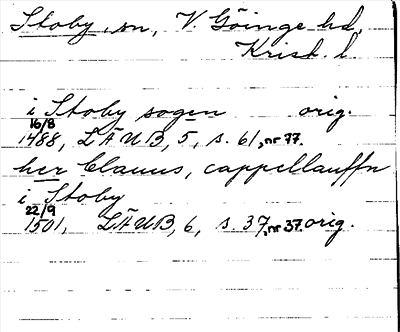 Stoby, sn, V. Göinge hd,
Krist. l.
i Stoby sogen orig.
16/8
1488, LÄUB, 5, s. 61, nr 77.
her Clauus, cappellauffn
i Stoby
22/9
1501, LÄUB, 6, s. 37, nr 37. orig.